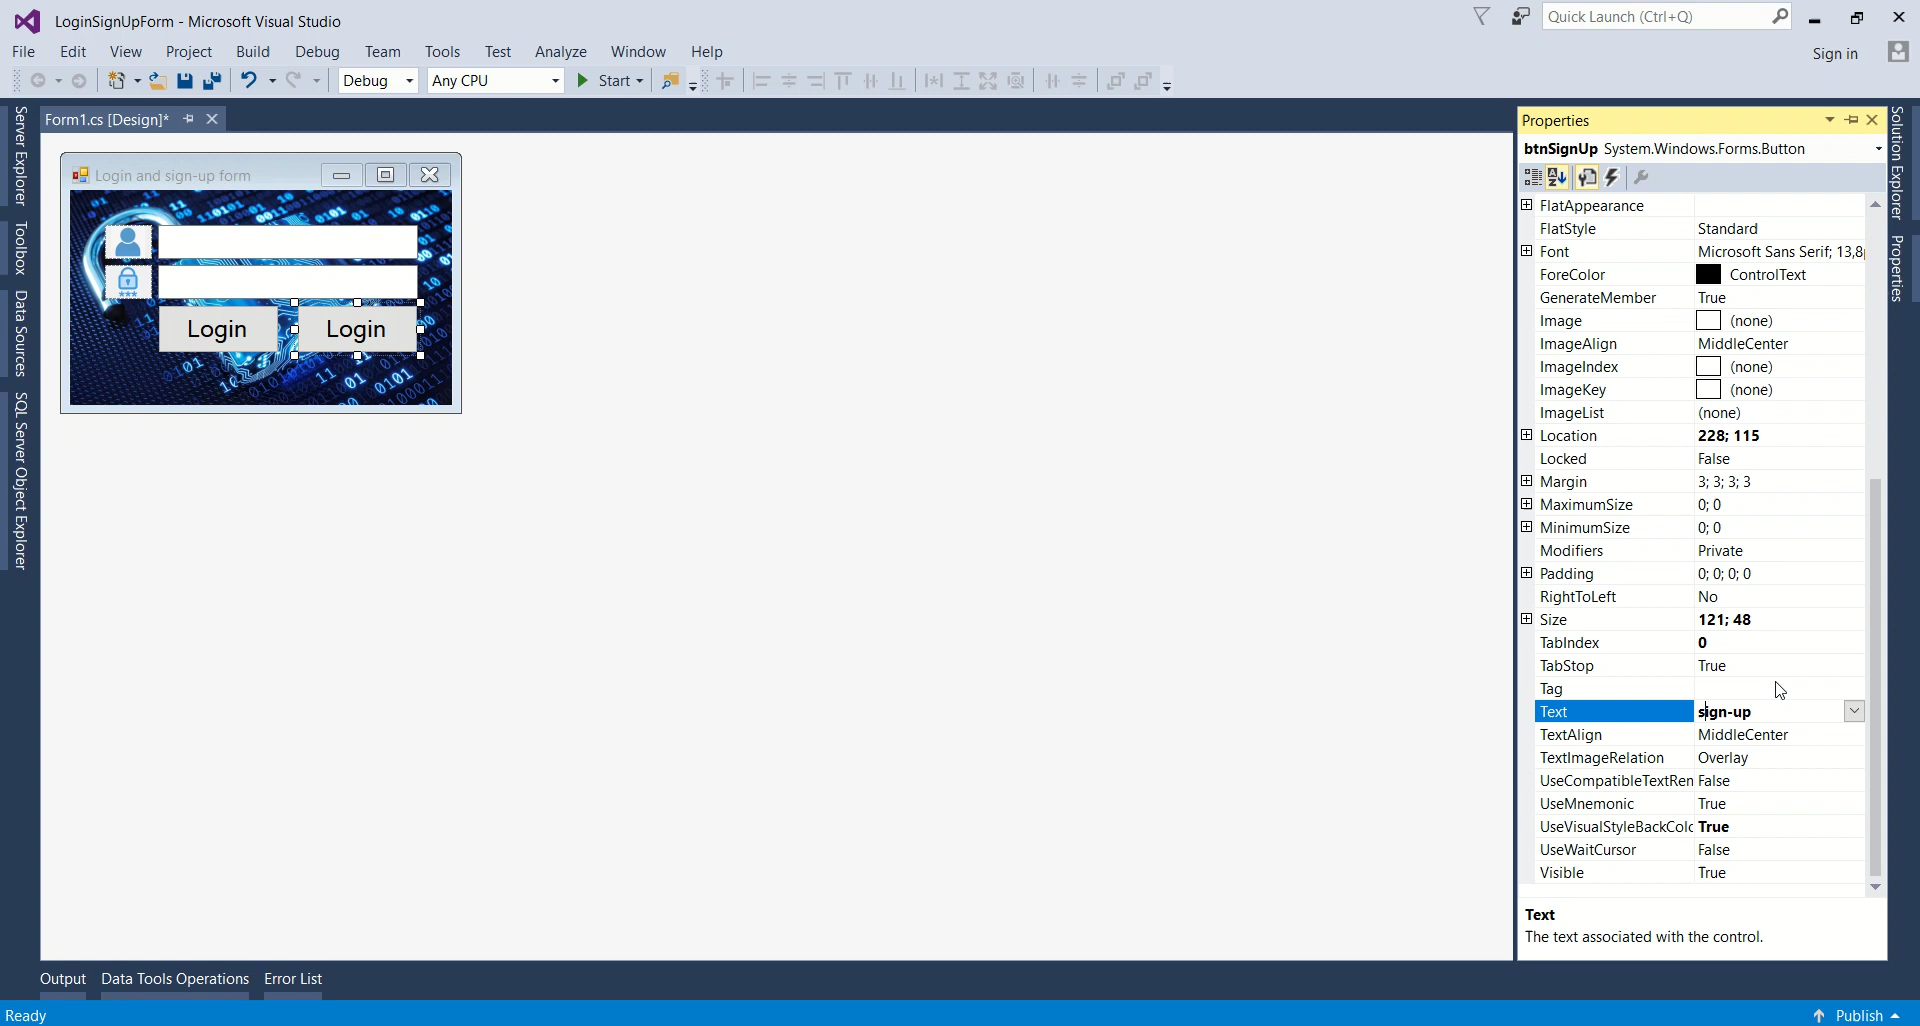 LoginSignUpForm - Microsoft Visual Studio
Quick Launch (Ctrl+Q)
File Edit View Project Build Debug Team Tools Test Analyze Window Help
Sign in
Debug Any CPU Start
Form1.cs [Design]*
Server Explorer
Toolbox
Data Sources
SQL Server Object Explorer
Login and sign-up form
Login Login
Properties
btnSignUp System.Windows.Forms.Button
FlatAppearance
FlatStyle Standard
Font Microsoft Sans Serif; 13,8
ForeColor ControlText
GenerateMember True
Image (none)
ImageAlign MiddleCenter
ImageIndex (none)
ImageKey (none)
ImageList (none)
Location 228; 115
Locked False
Margin 3; 3; 3; 3
MaximumSize 0; 0
MinimumSize 0; 0
Modifiers Private
Padding 0; 0; 0; 0
RightToLeft No
Size 121; 48
TabIndex 0
TabStop True
Tag
Text sign-up
TextAlign MiddleCenter
TextImageRelation Overlay
UseCompatibleTextRen False
UseMnemonic True
UseVisualStyleBackColo True
UseWaitCursor False
Visible True
Text
The text associated with the control.
Solution Explorer
Properties
Output Data Tools Operations Error List
Ready
Publish